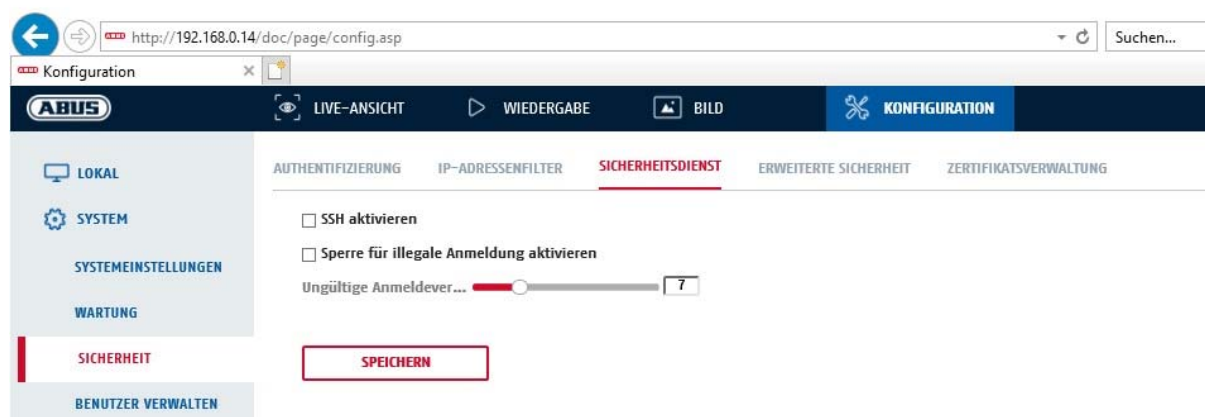 http://192.168.0.14/doc/page/config.asp
Suchen...
Konfiguration
ABUS
LIVE-ANSICHT
WIEDERGABE
BILD
KONFIGURATION
LOKAL
SYSTEM
SYSTEMEINSTELLUNGEN
WARTUNG
SICHERHEIT
BENUTZER VERWALTEN
AUTHENTIFIZIERUNG
IP-ADRESSENFILTER
SICHERHEITSDIENST
ERWEITERTE SICHERHEIT
ZERTIFIKATSVERWALTUNG
SSH aktivieren
Sperre für illegale Anmeldung aktivieren
Ungültige Anmeldever... 7
SPEICHERN